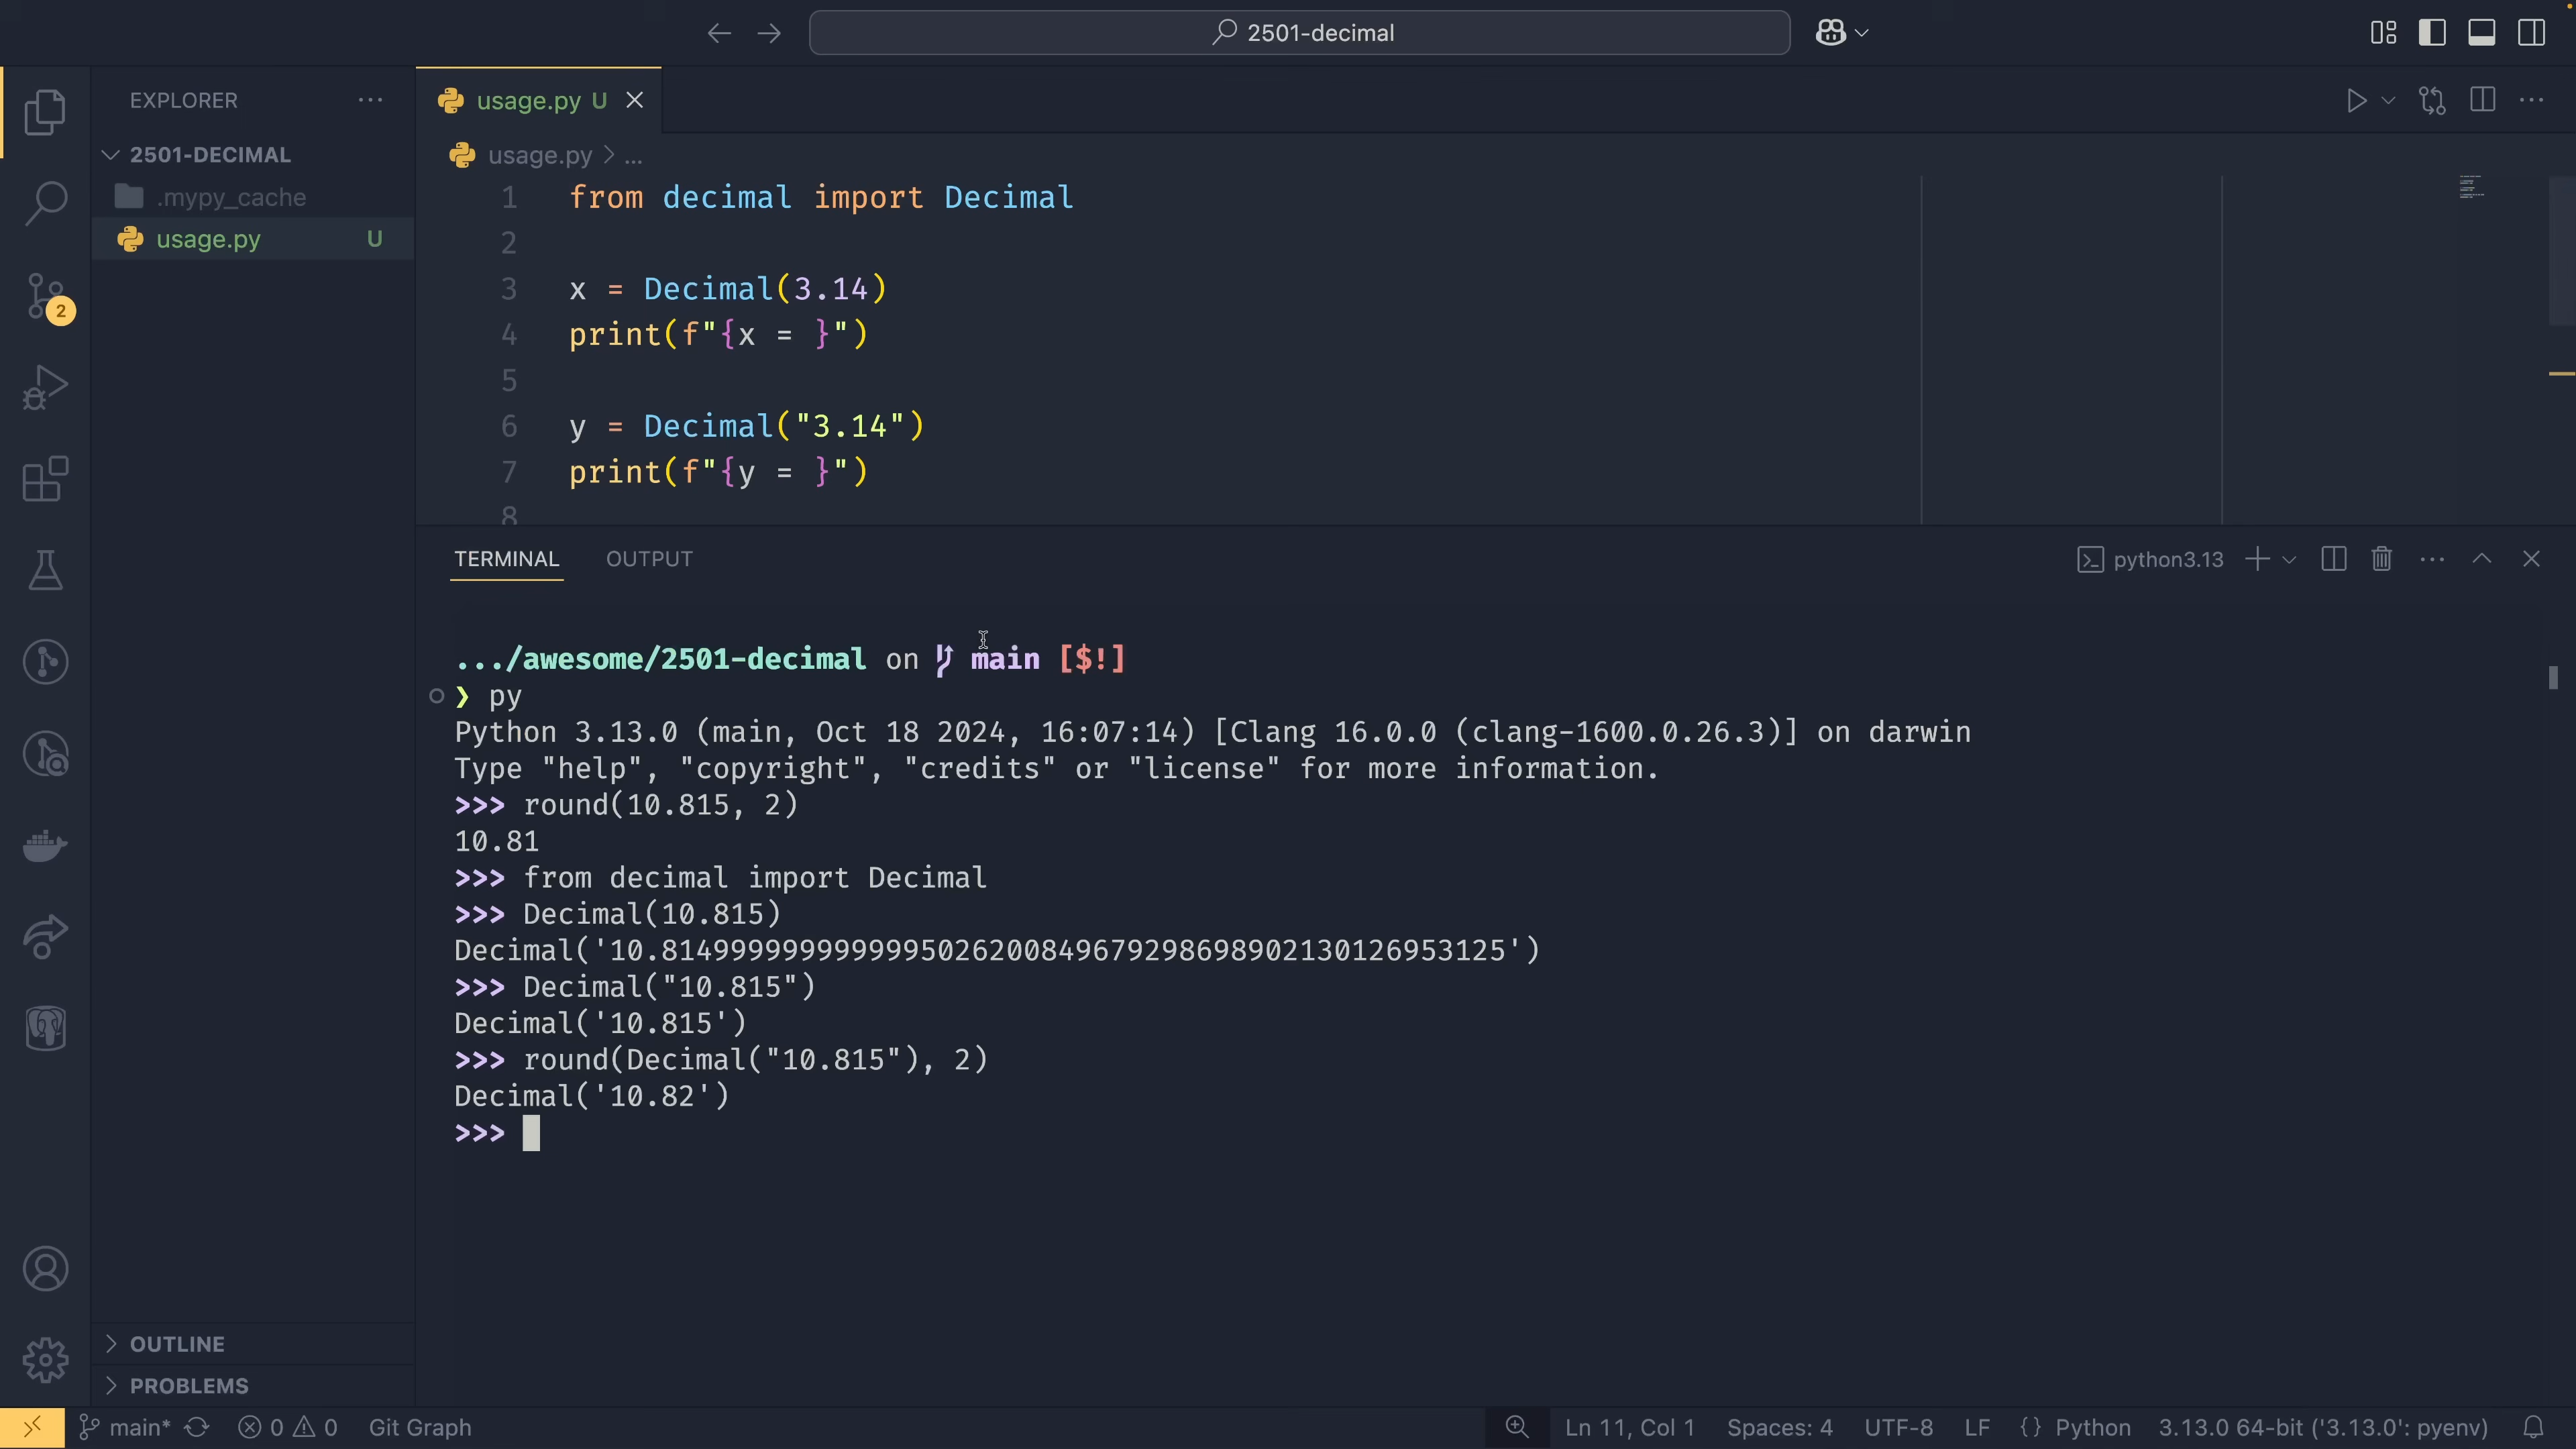 2501-decimal
EXPLORER
2501-DECIMAL
.mypy_cache
usage.py U
2
usage.py U
usage.py > ...
1 from decimal import Decimal
2
3 x = Decimal(3.14)
4 print(f"{x = }")
5
6 y = Decimal("3.14")
7 print(f"{y = }")
8
TERMINAL OUTPUT
python3.13
.../awesome/2501-decimal on main [$!]
❯ py
Python 3.13.0 (main, Oct 18 2024, 16:07:14) [Clang 16.0.0 (clang-1600.0.26.3)] on darwin
Type "help", "copyright", "credits" or "license" for more information.
>>> round(10.815, 2)
10.81
>>> from decimal import Decimal
>>> Decimal(10.815)
Decimal('10.8149999999999995026200849679298698902130126953125')
>>> Decimal("10.815")
Decimal('10.815')
>>> round(Decimal("10.815"), 2)
Decimal('10.82')
>>>
OUTLINE
PROBLEMS
main* 0 0 Git Graph
Ln 11, Col 1 Spaces: 4 UTF-8 LF {} Python 3.13.0 64-bit ('3.13.0': pyenv)